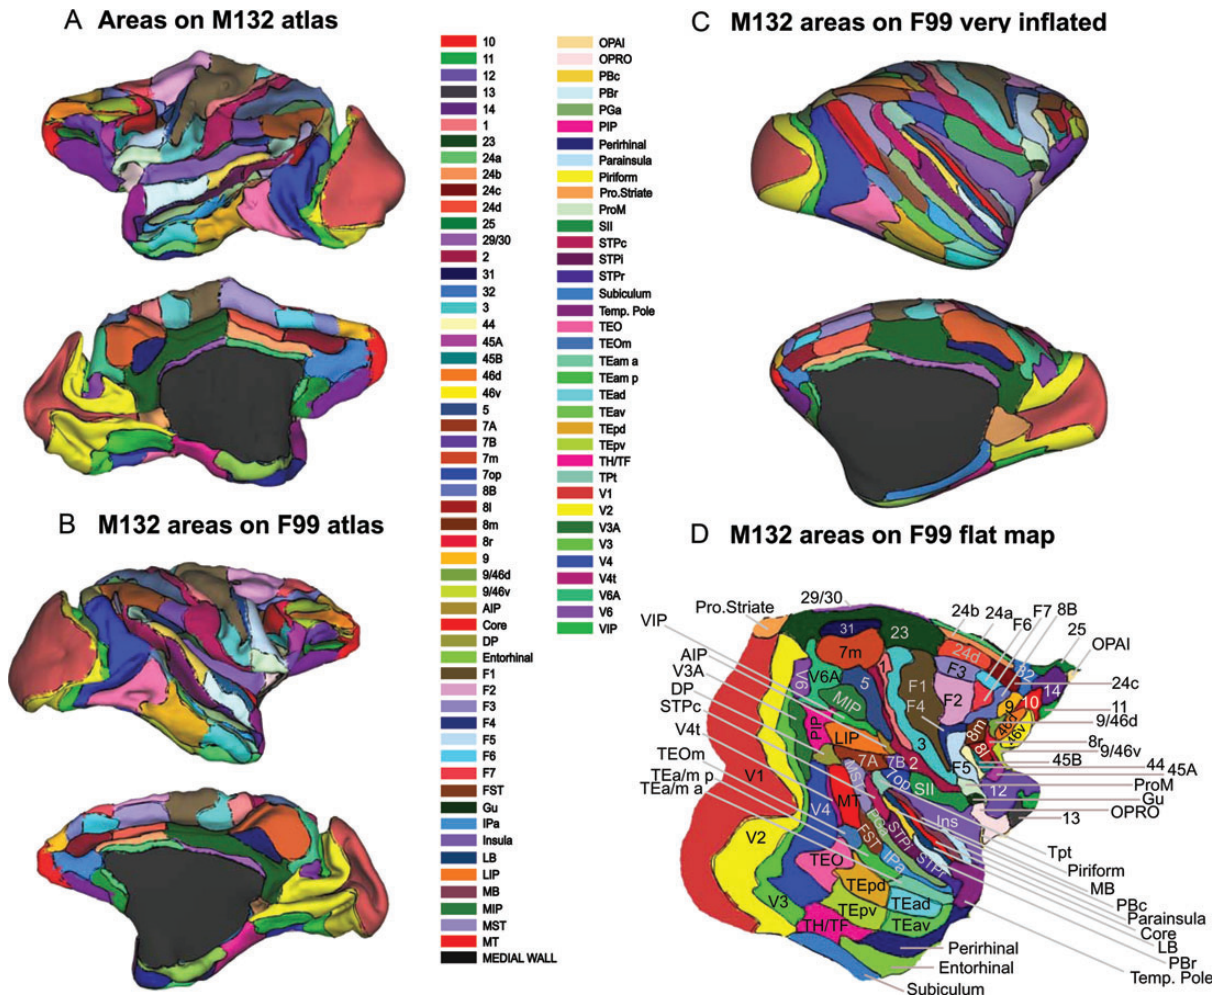 A Areas on M132 atlas
B M132 areas on F99 atlas
10
11
12
13
14
1
23
24a
24b
24c
24d
25
29/30
2
31
32
3
44
45A
45B
46d
46v
5
7A
7B
7m
7op
8B
8l
8m
8r
9
9/46d
9/46v
AIP
Core
DP
Entorhinal
F1
F2
F3
F4
F5
F6
F7
FST
Gu
IPa
Insula
LB
LIP
MB
MIP
MST
MT
MEDIAL WALL
OPAl
OPRO
PBc
PBr
PGa
PIP
Perirhinal
Parainsula
Piriform
Pro.Striate
ProM
SII
STPc
STPi
STPr
Subiculum
Temp. Pole
TEO
TEOm
TEam a
TEam p
TEad
TEav
TEpd
TEpv
TH/TF
TPt
V1
V2
V3A
V3
V4
V4t
V6A
V6
VIP
C M132 areas on F99 very inflated
D M132 areas on F99 flat map
Pro.Striate
29/30
VIP
AIP
V3A
DP
STPc
V4t
TEOm
TEa/m p
TEa/m a
24b
24a
F6
F7
8B
25
OPAl
24c
11
9/46d
8r
9/46v
45B
44
45A
ProM
Gu
OPRO
13
Tpt
Piriform
MB
PBc
Parainsula
Core
LB
PBr
Temp. Pole
Perirhinal
Entorhinal
Subiculum
31
23
7m
24d
32
14
V6
V6A
5
1
F1
F3
F2
9
10
46d
46v
MIP
F4
8m
8l
PIP
LIP
3
7A
7B
2
F5
12
V1
MST
7op
SII
MT
V4
Ins
PGa
STPi
V2
FST
IPa
STPr
TEO
TEpd
V3
TEpv
TEad
TH/TF
TEav